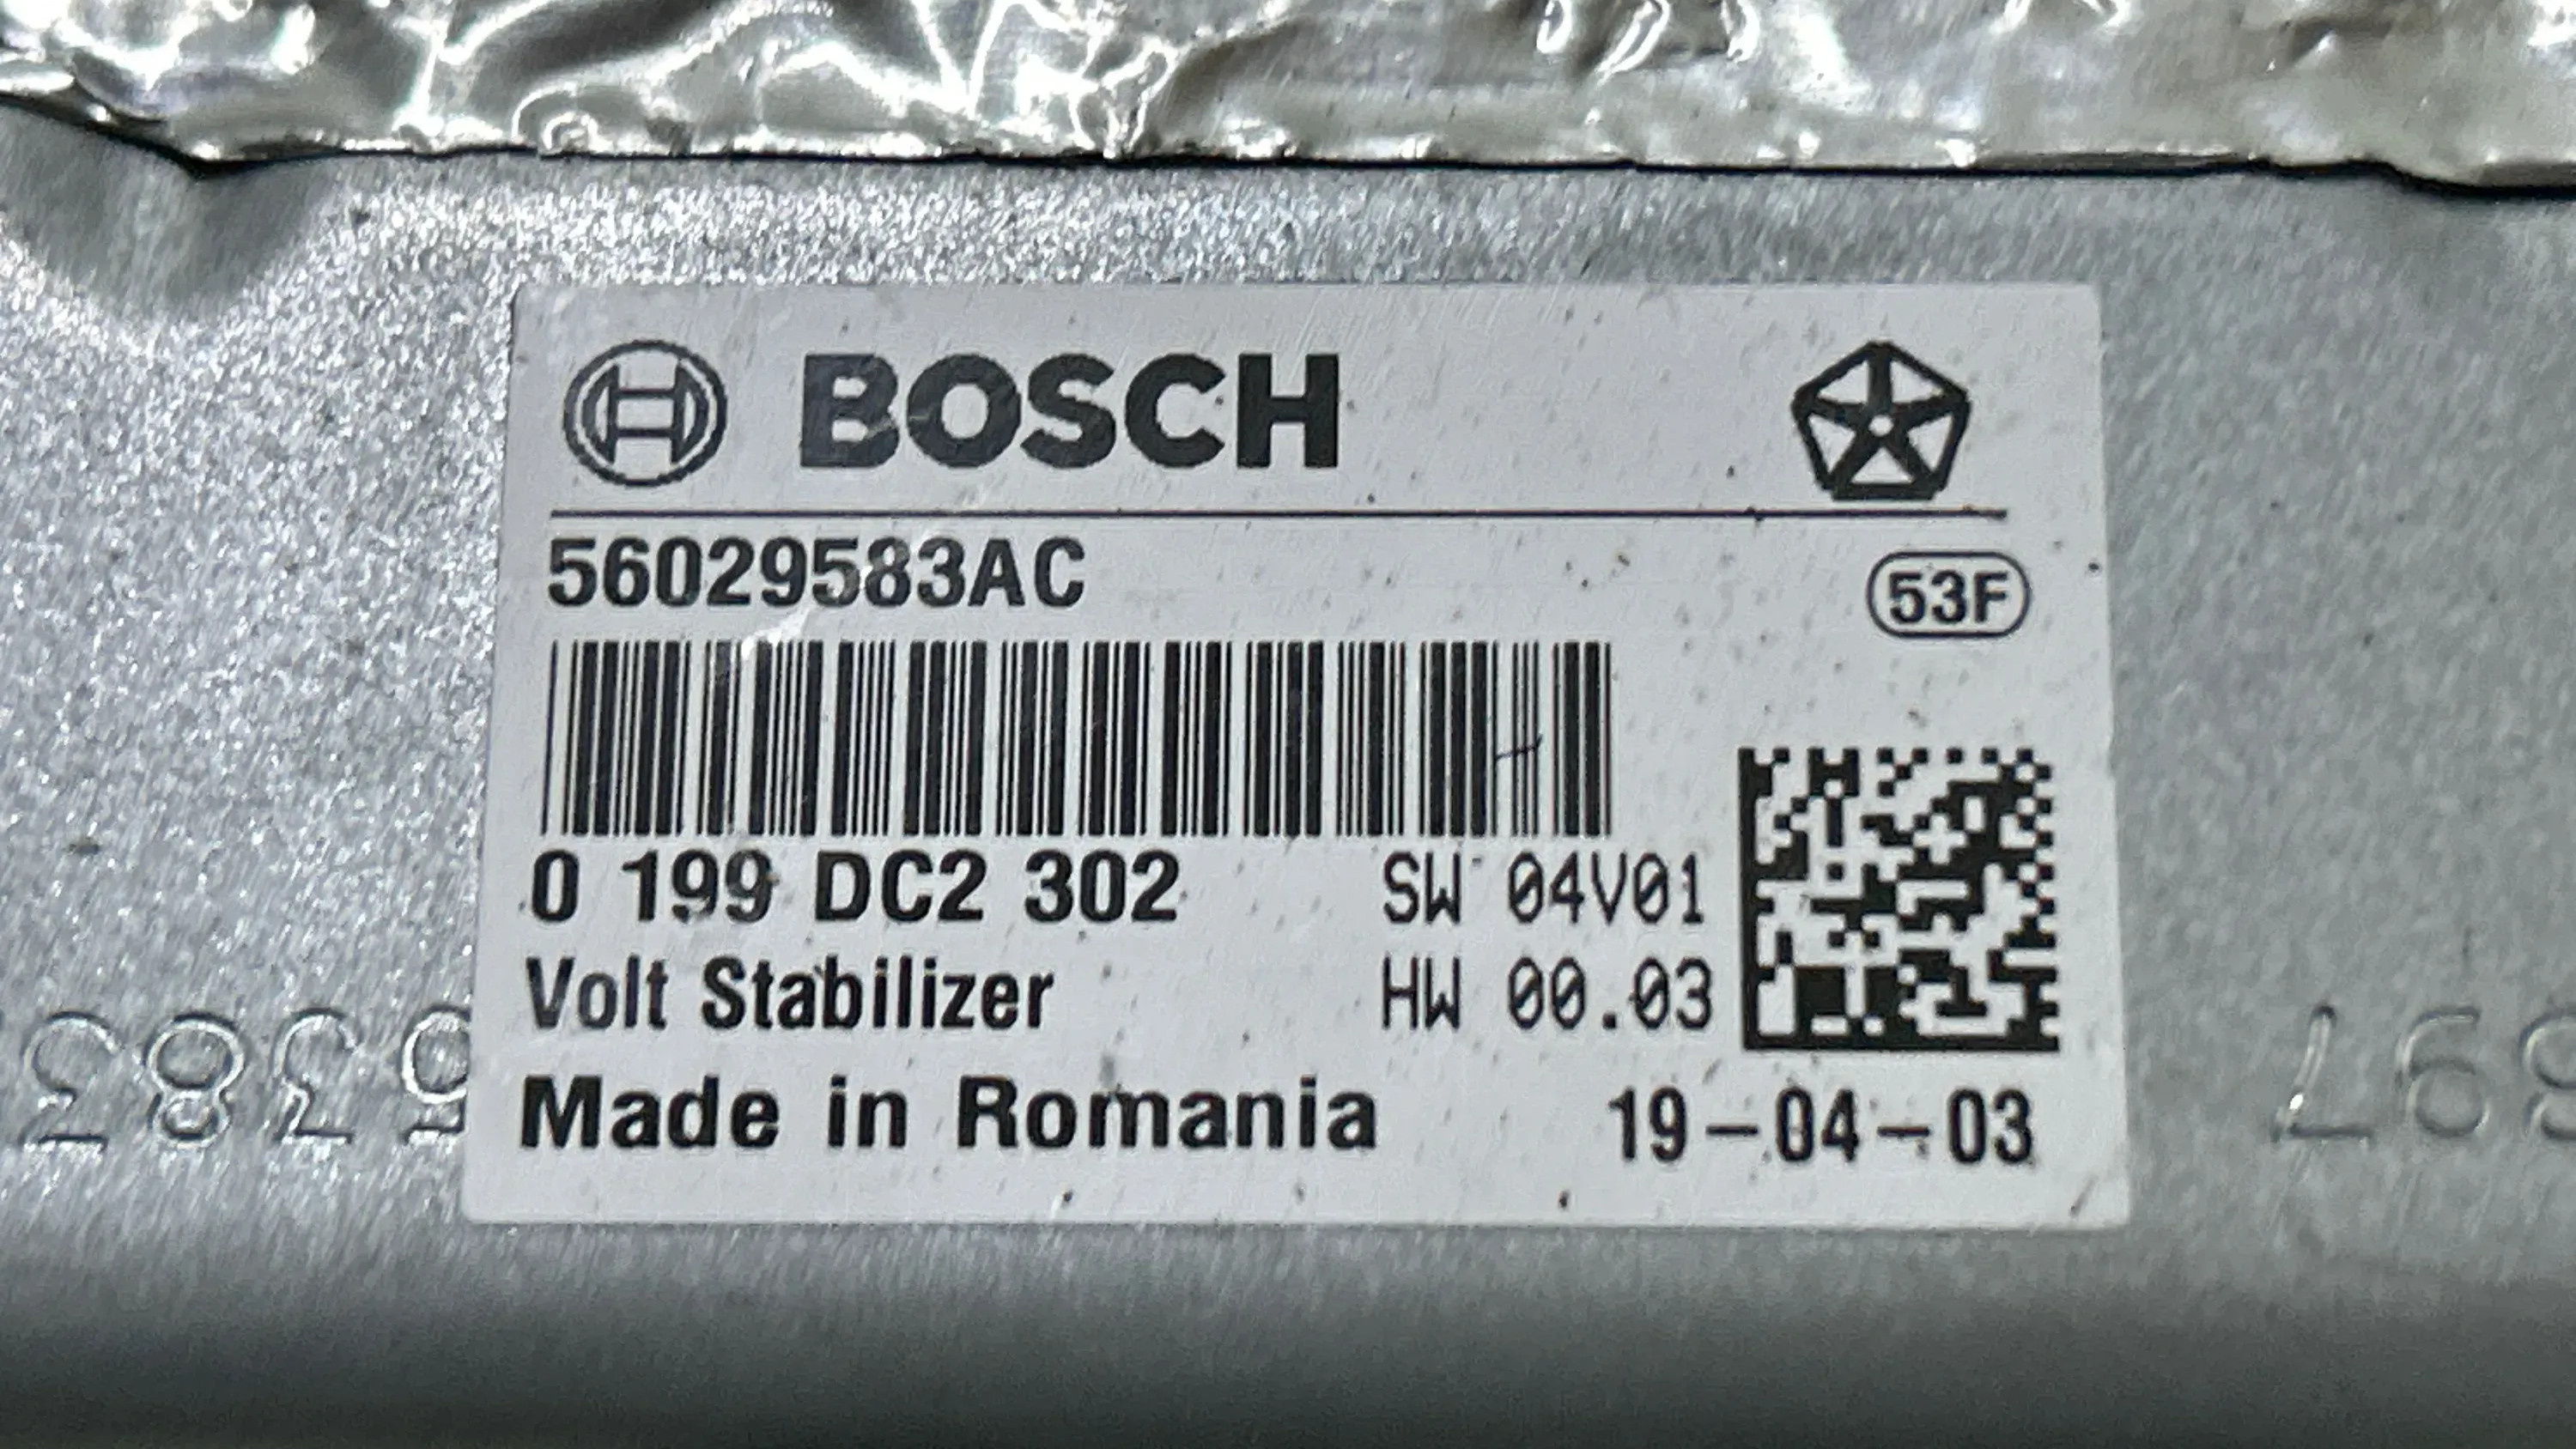 BOSCH
56029583AC
53F
0 199 DC2 302 SW 04V01
Volt Stabilizer HW 00.03
Made in Romania 19-04-03